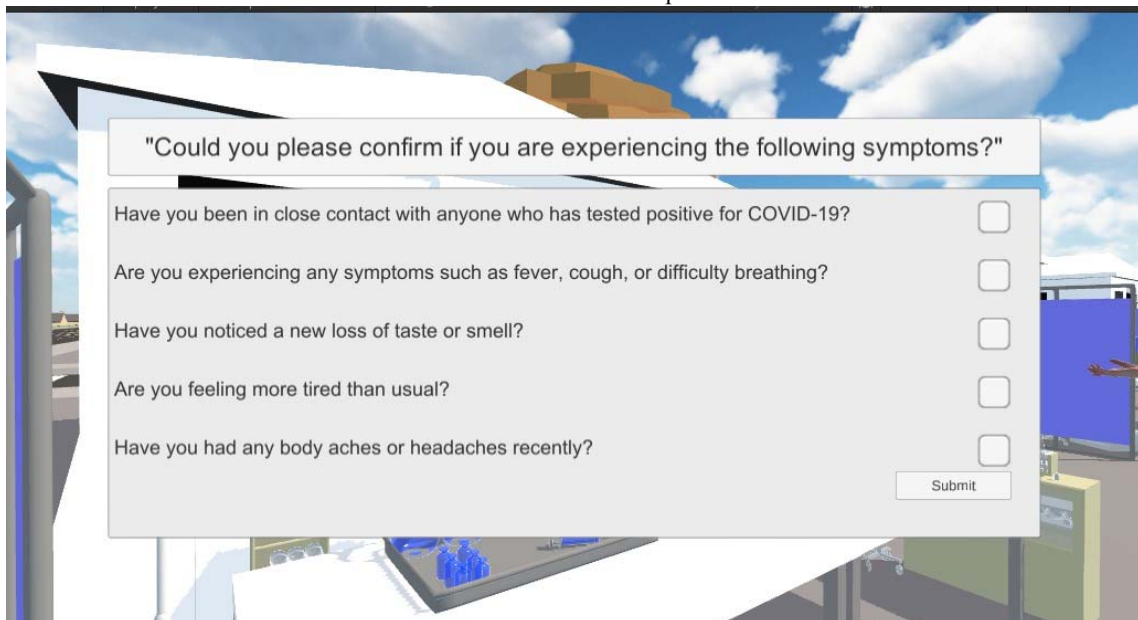 "Could you please confirm if you are experiencing the following symptoms?"
Have you been in close contact with anyone who has tested positive for COVID-19?
Are you experiencing any symptoms such as fever, cough, or difficulty breathing?
Have you noticed a new loss of taste or smell?
Are you feeling more tired than usual?
Have you had any body aches or headaches recently?
Submit